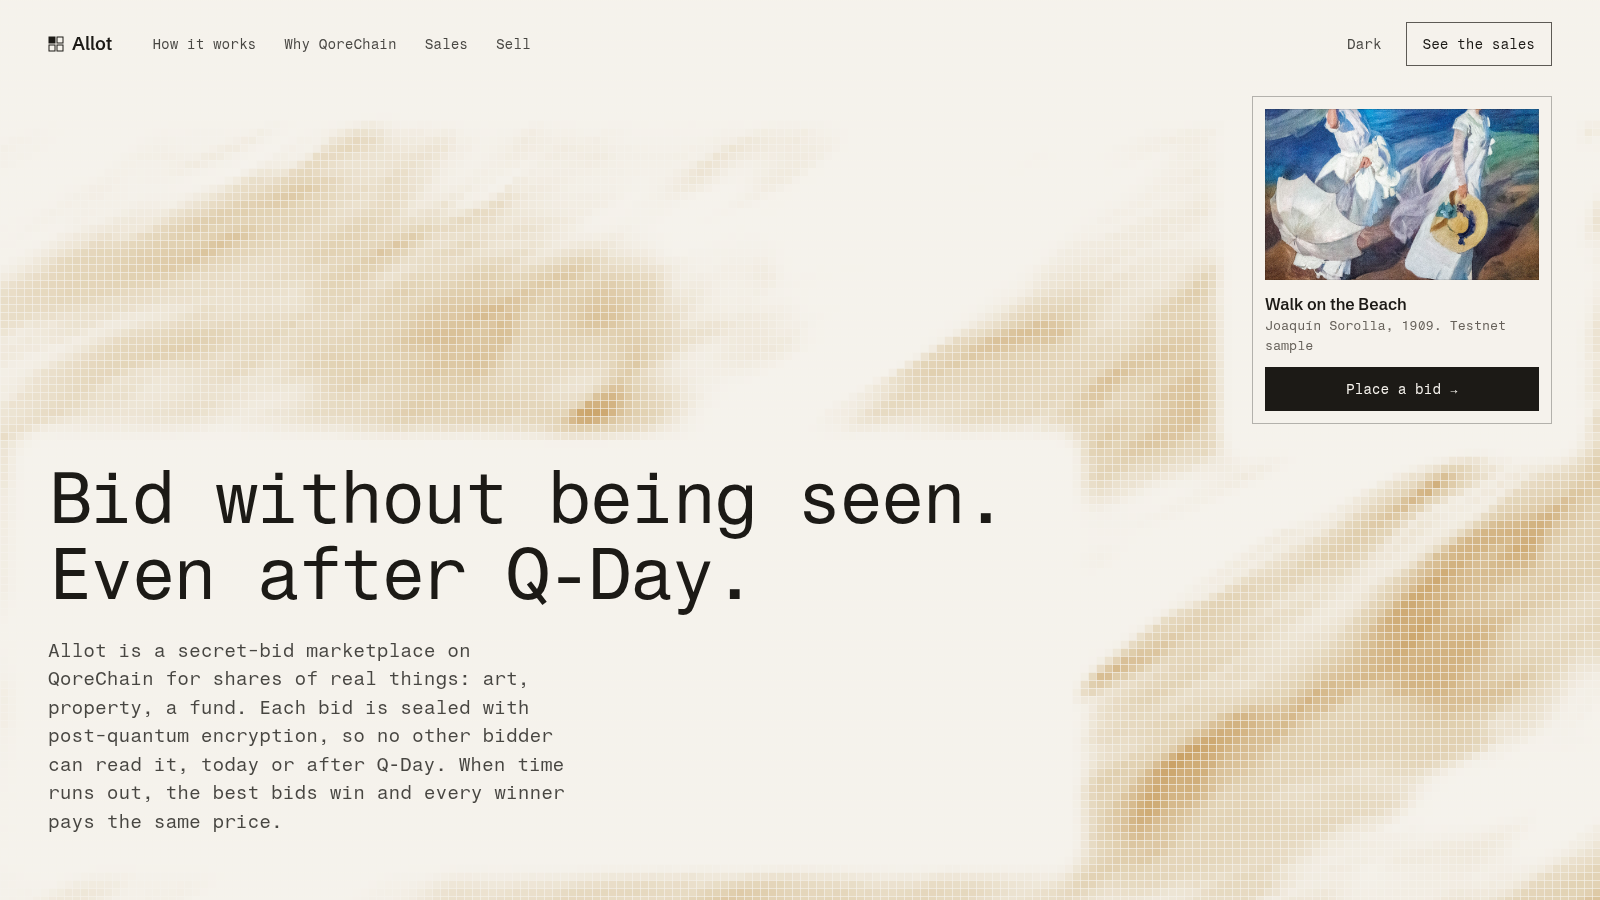 Allot
How it works
Why QoreChain
Sales
Sell
Dark
See the sales
Walk on the Beach
Joaquín Sorolla, 1909. Testnet
sample
Place a bid →
Bid without being seen.
Even after Q-Day.
Allot is a secret-bid marketplace on
QoreChain for shares of real things: art,
property, a fund. Each bid is sealed with
post-quantum encryption, so no other bidder
can read it, today or after Q-Day. When time
runs out, the best bids win and every winner
pays the same price.